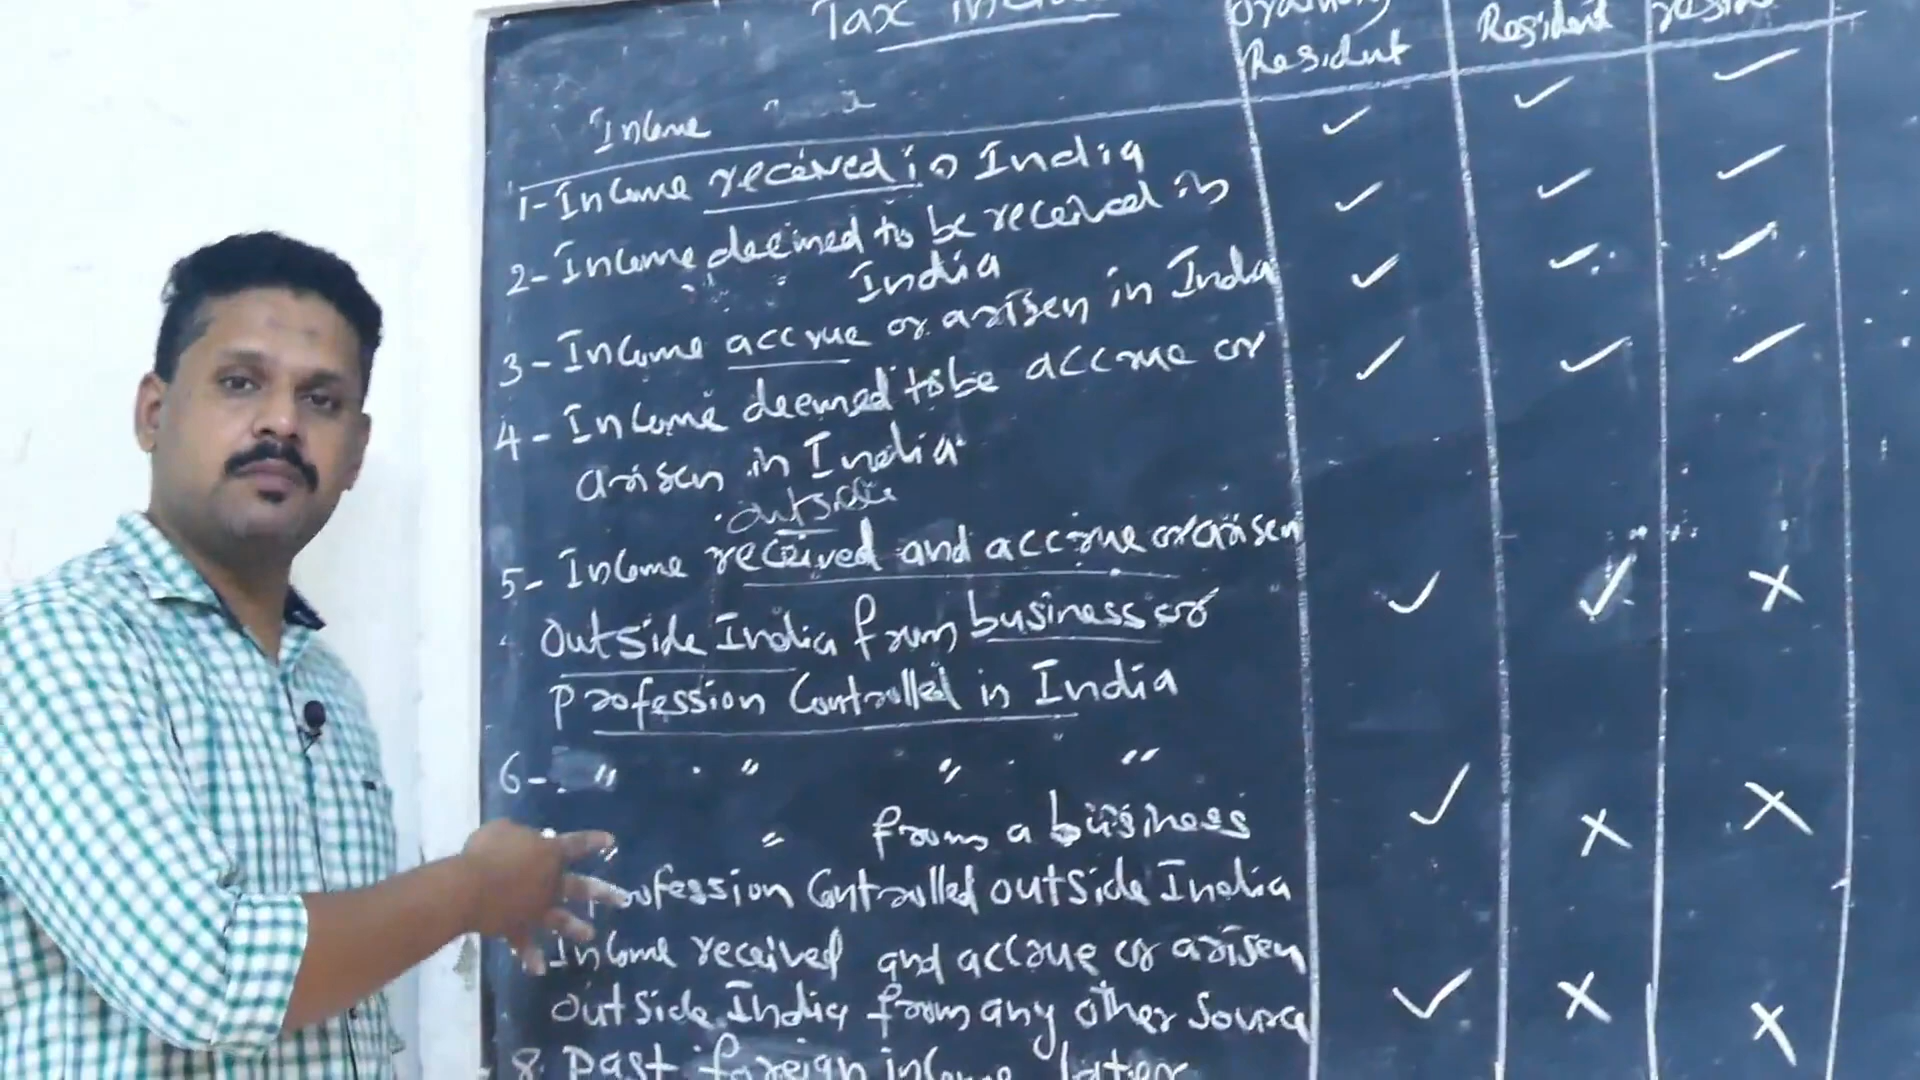 Tax
Ordinary
Resident
Resident
Income
1-Income received in India
2-Income deemed to be received in
India
3-Income accrue or arisen in India
4-Income deemed to be accrue or
arisen in India
outside
5-Income received and accrue or arisen
Outside India from business or
Profession Controlled in India
6- " " " "
" " from a business
Profession Controlled outside India
Income received and accrue or arisen
Outside India from any other Source
8. Past foreign income later